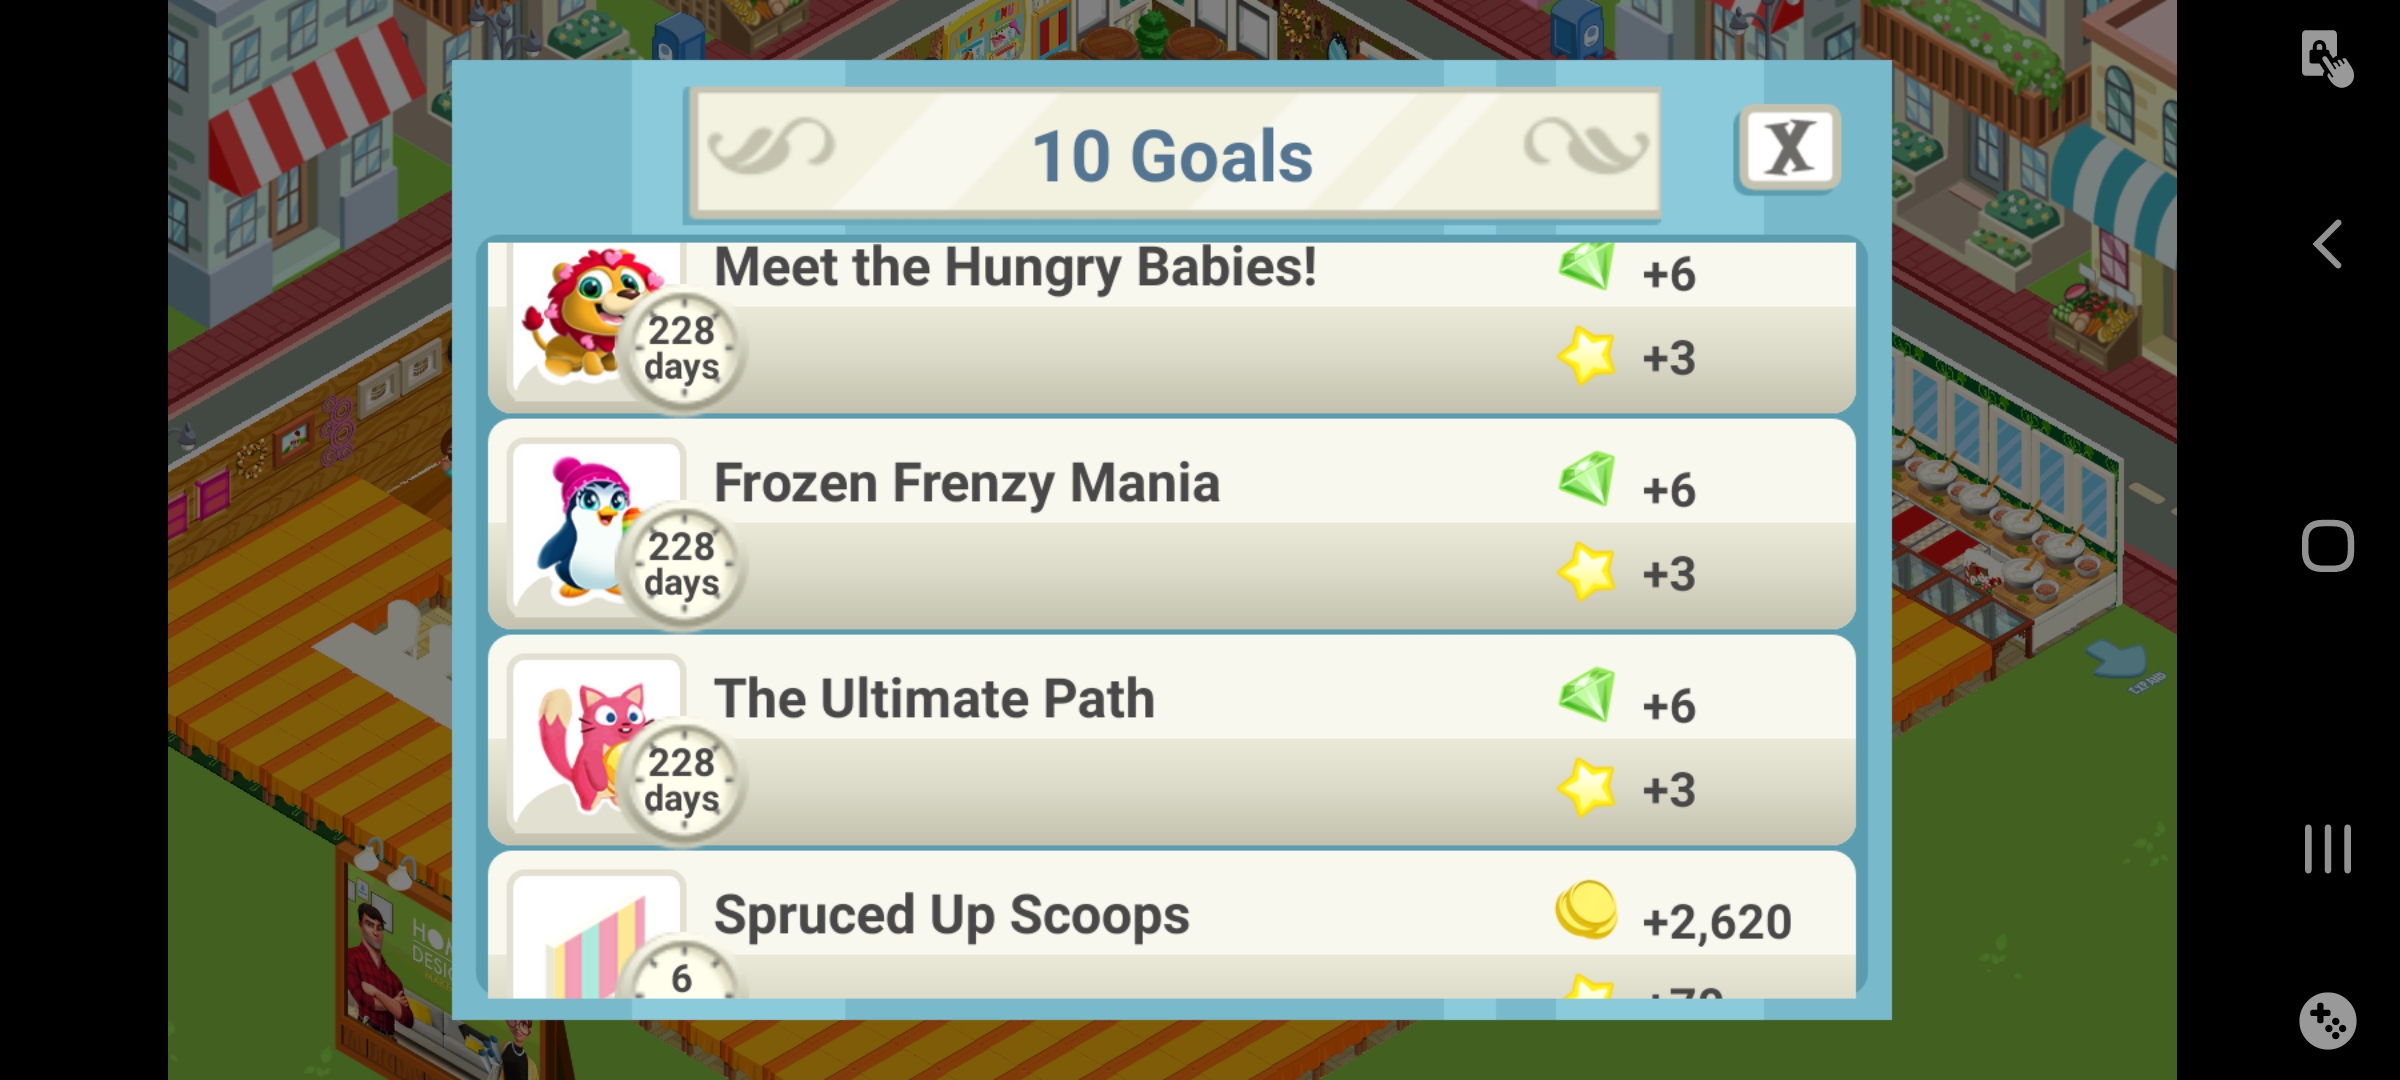 10 Goals
X
Meet the Hungry Babies!
+6
228
days
+3
Frozen Frenzy Mania
+6
228
days
+3
The Ultimate Path
+6
228
days
+3
Spruced Up Scoops
+2,620
6
EXPAND